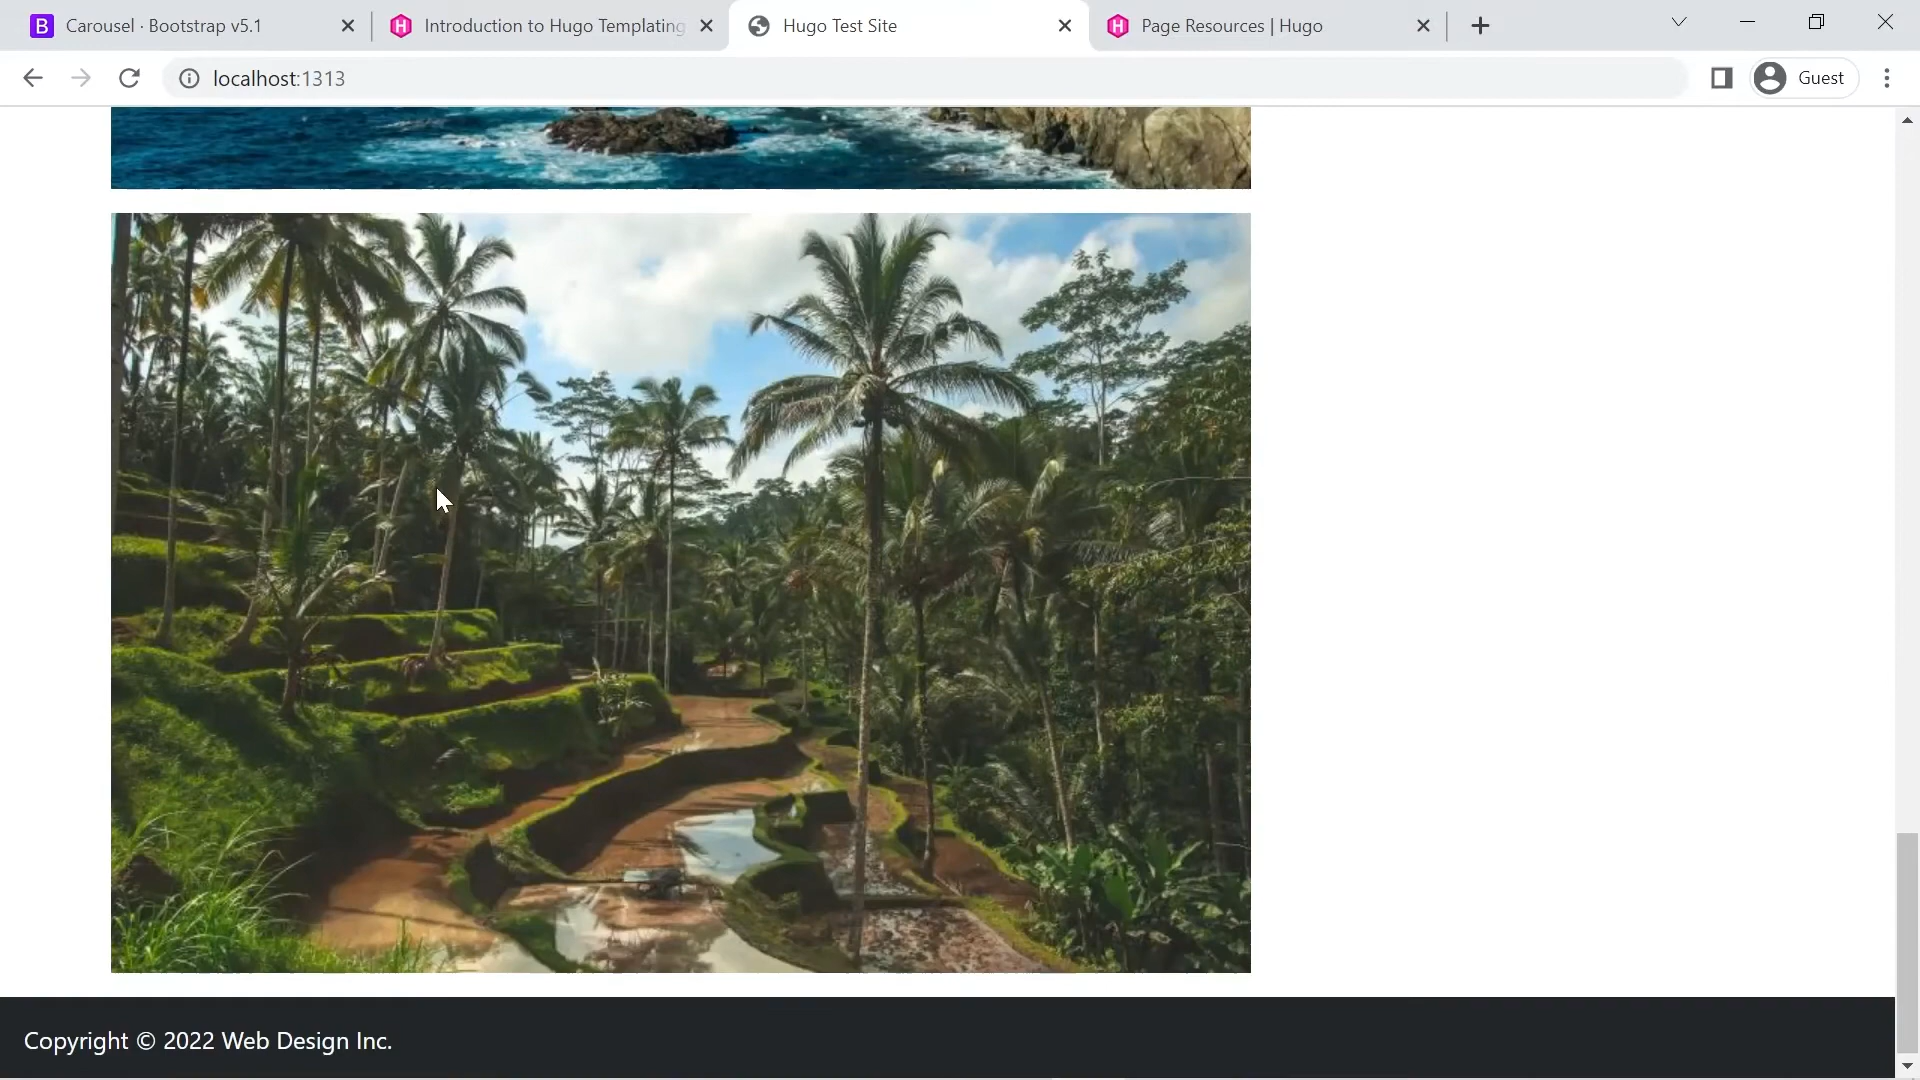 Carousel · Bootstrap v5.1
Introduction to Hugo Templating
Hugo Test Site
Page Resources | Hugo
localhost:1313
Guest
Copyright © 2022 Web Design Inc.